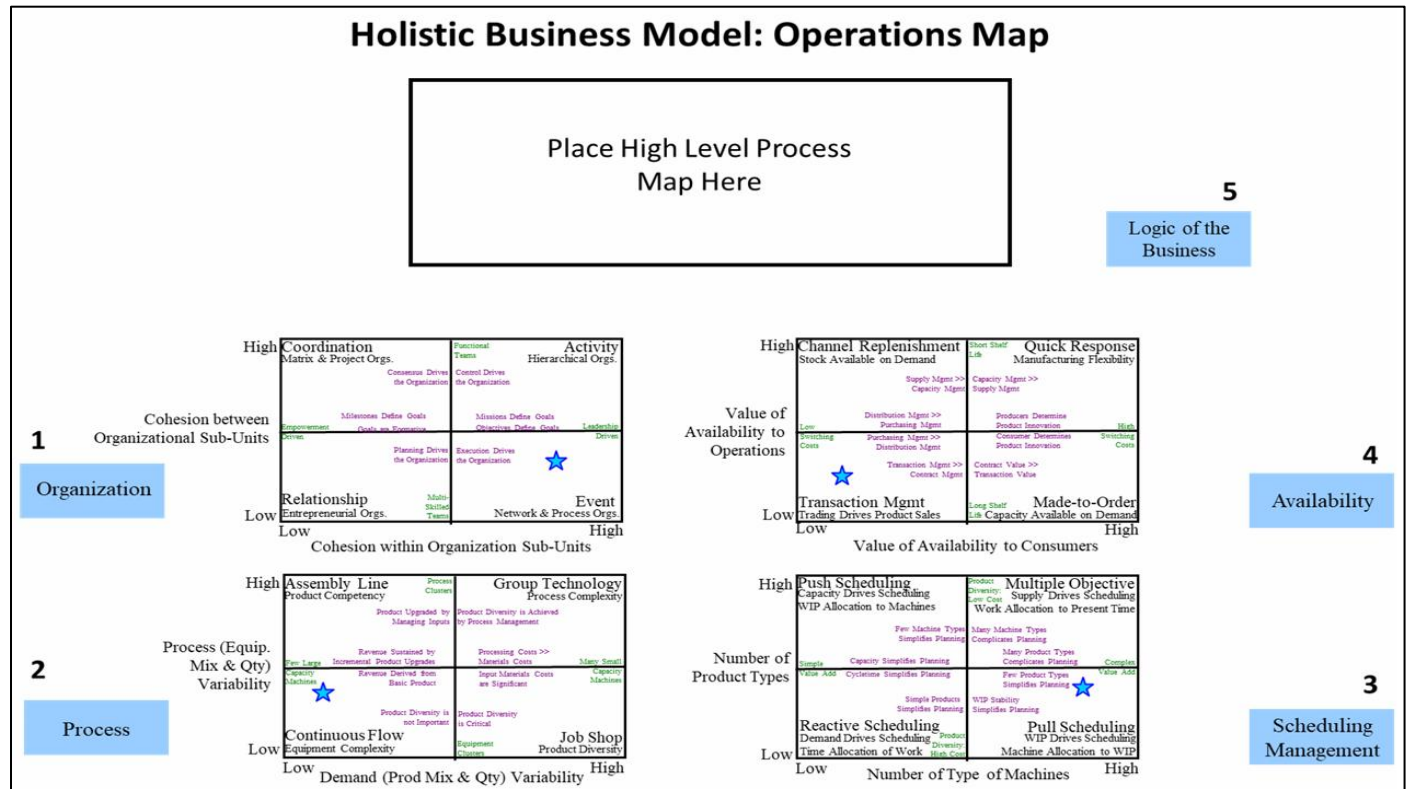 Holistic Business Model: Operations Map
Place High Level Process
Map Here
5
Logic of the
Business
1
Organization
Cohesion between
Organizational Sub-Units
High
Low
Coordination
Matrix & Project Orgs.
Functional
Teams
Activity
Hierarchical Orgs.
Consensus Drives
the Organization
Control Drives
the Organization
Milestones Define Goals
Goals are Formative
Missions Define Goals
Objectives Define Goals
Empowerment
Driven
Leadership
Driven
Planning Drives
the Organization
Execution Drives
the Organization
Relationship
Entrepreneurial Orgs.
Multi-
Skilled
Teams
Event
Network & Process Orgs.
Low
High
Cohesion within Organization Sub-Units
4
Availability
Value of
Availability to
Operations
High
Low
Channel Replenishment
Stock Available on Demand
Short Shelf
Life
Quick Response
Manufacturing Flexibility
Supply Mgmt >>
Capacity Mgmt
Capacity Mgmt >>
Supply Mgmt
Distribution Mgmt >>
Purchasing Mgmt
Producers Determine
Product Innovation
Low
Switching
Costs
High
Switching
Costs
Purchasing Mgmt >>
Distribution Mgmt
Consumer Determines
Product Innovation
Transaction Mgmt >>
Contract Mgmt
Contract Value >>
Transaction Value
Transaction Mgmt
Trading Drives Product Sales
Long Shelf
Life
Made-to-Order
Capacity Available on Demand
Low
High
Value of Availability to Consumers
2
Process
Process (Equip.
Mix & Qty)
Variability
High
Low
Assembly Line
Product Competency
Process
Clusters
Group Technology
Process Complexity
Product Upgraded by
Managing Inputs
Product Diversity is Achieved
by Process Management
Revenue Sustained by
Incremental Product Upgrades
Processing Costs >>
Materials Costs
Few Large
Capacity
Machines
Many Small
Capacity
Machines
Revenue Derived from
Basic Product
Input Materials Costs
are Significant
Product Diversity is
not Important
Product Diversity
is Critical
Continuous Flow
Equipment Complexity
Equipment
Clusters
Job Shop
Product Diversity
Low
High
Demand (Prod Mix & Qty) Variability
3
Scheduling
Management
Number of
Product Types
High
Low
Push Scheduling
Capacity Drives Scheduling
WIP Allocation to Machines
Product
Diversity:
Low Cost
Multiple Objective
Supply Drives Scheduling
Work Allocation to Present Time
Few Machine Types
Simplifies Planning
Many Machine Types
Complicates Planning
Capacity Simplifies Planning
Many Product Types
Complicates Planning
Simple
Value Add
Complex
Value Add
Cycletime Simplifies Planning
Few Product Types
Simplifies Planning
Simple Products
Simplifies Planning
WIP Stability
Simplifies Planning
Reactive Scheduling
Demand Drives Scheduling
Time Allocation of Work
Product
Diversity:
High Cost
Pull Scheduling
WIP Drives Scheduling
Machine Allocation to WIP
Low
High
Number of Type of Machines